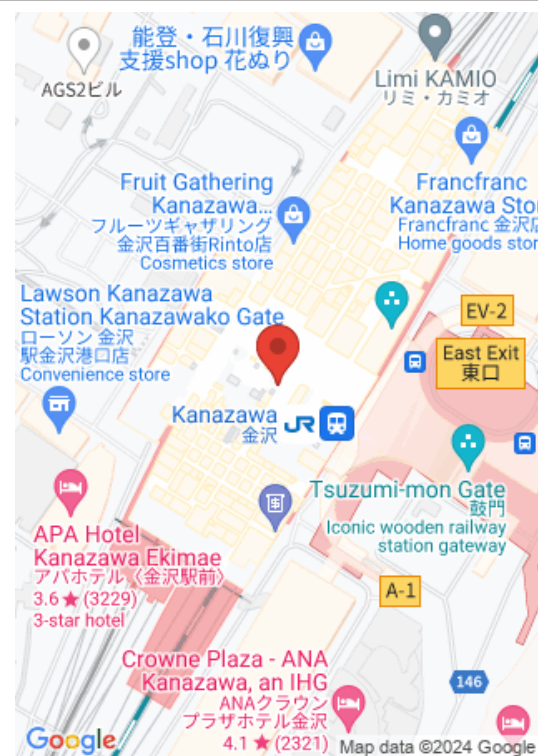 能登・石川復興
支援shop 花ぬり
AGS2ビル
Limi KAMIO
リミ・カミオ
Fruit Gathering
Kanazawa...
フルーツギャザリング
金沢百番街Rinto店
Cosmetics store
Francfranc
Kanazawa Sto
Francfranc 金沢店
Home goods stor
Lawson Kanazawa
Station Kanazawako Gate
ローソン 金沢
駅金沢港口店
Convenience store
EV-2
East Exit
東口
Kanazawa
金沢
JR
Tsuzumi-mon Gate
鼓門
Iconic wooden railway
station gateway
APA Hotel
Kanazawa Ekimae
アパホテル〈金沢駅前〉
3.6★(3229)
3-star hotel
A-1
Crowne Plaza - ANA
Kanazawa, an IHG
ANAクラウン
プラザホテル金沢
4.1★(2321)
146
Google
Map data ©2024 Google